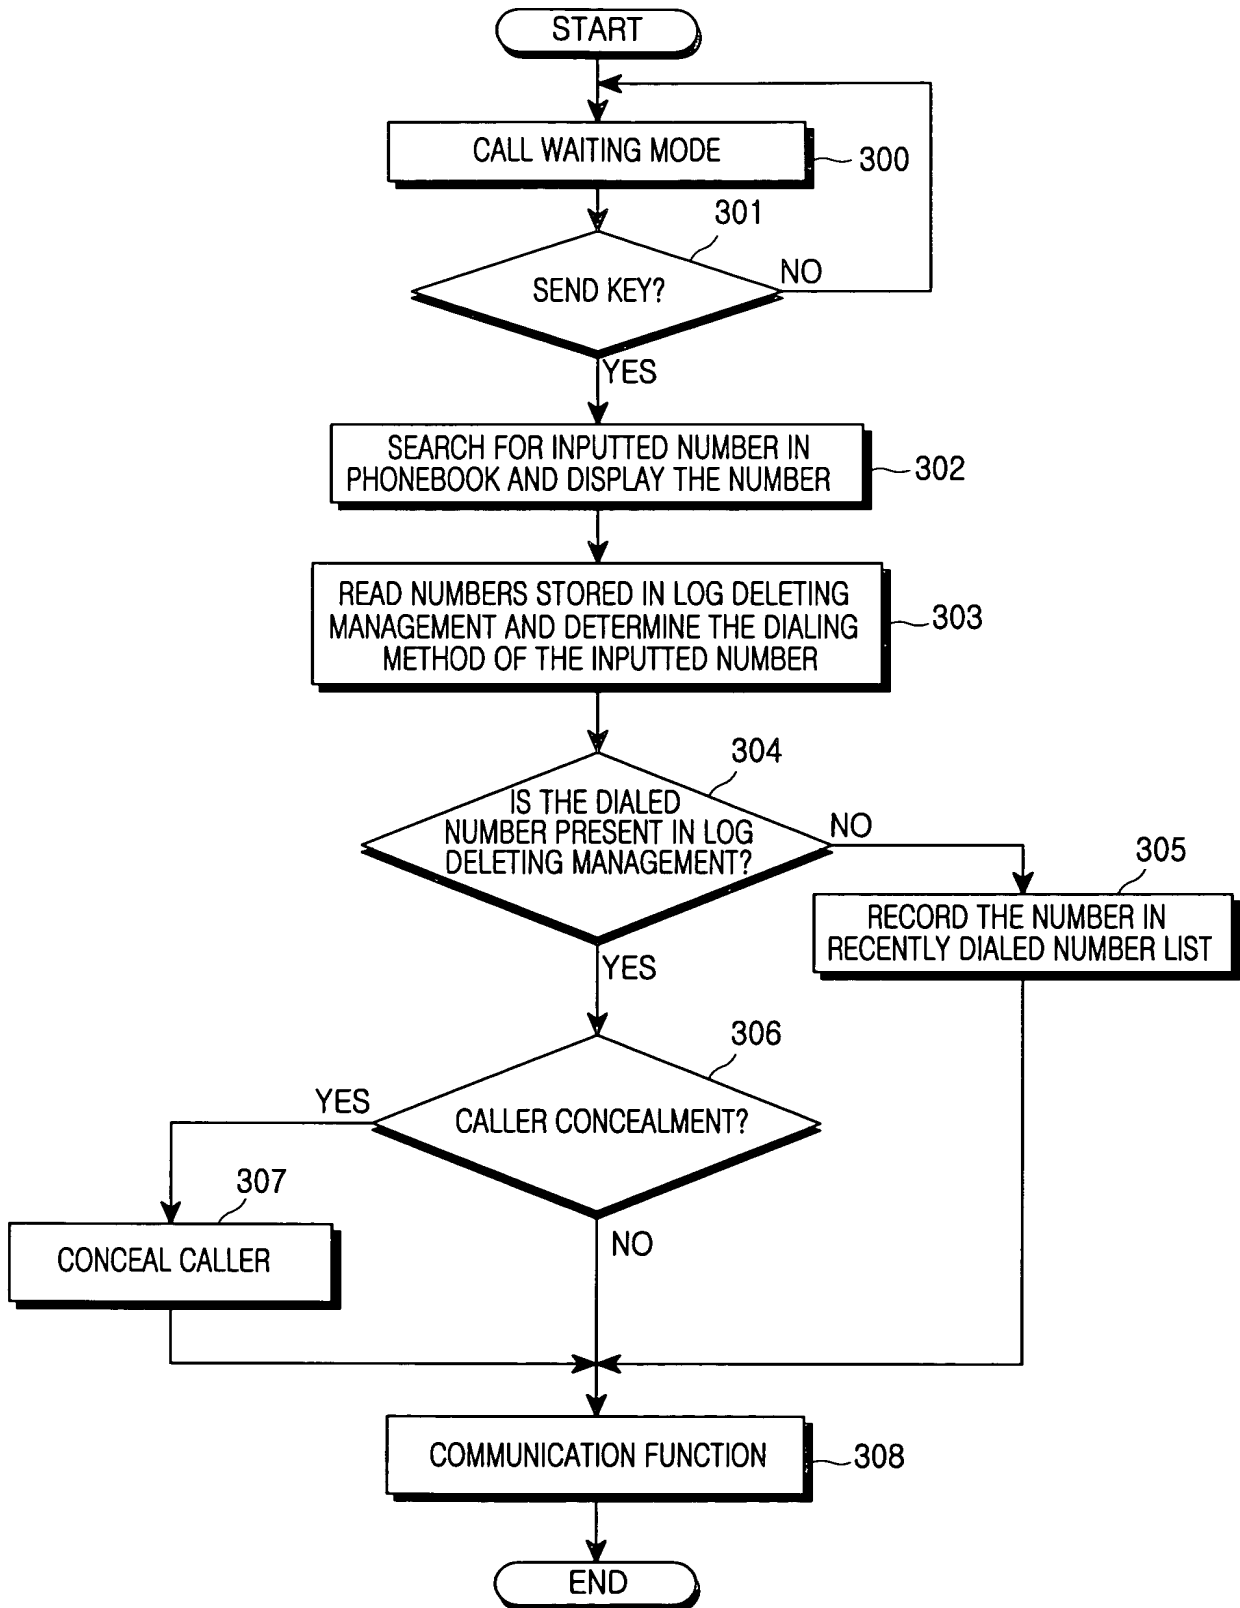 START
CALL WAITING MODE
300
301
SEND KEY?
NO
YES
SEARCH FOR INPUTTED NUMBER IN
PHONEBOOK AND DISPLAY THE NUMBER
302
READ NUMBERS STORED IN LOG DELETING
MANAGEMENT AND DETERMINE THE DIALING
METHOD OF THE INPUTTED NUMBER
303
304
IS THE DIALED
NUMBER PRESENT IN LOG
DELETING MANAGEMENT?
NO
305
RECORD THE NUMBER IN
RECENTLY DIALED NUMBER LIST
YES
306
CALLER CONCEALMENT?
YES
307
CONCEAL CALLER
NO
COMMUNICATION FUNCTION
308
END